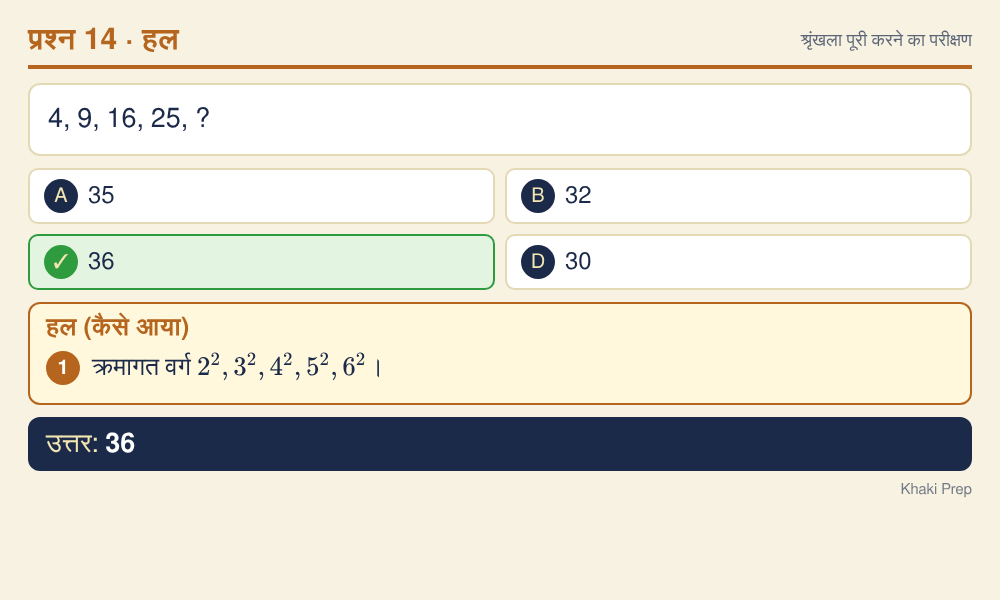 प्रश्न 14 · हल
श्रृंखला पूरी करने का परीक्षण
4, 9, 16, 25, ?
A 35
B 32
✓ 36
D 30
हल (कैसे आया)
1 क्रमागत वर्ग 2², 3², 4², 5², 6² ।
उत्तर: 36
Khaki Prep